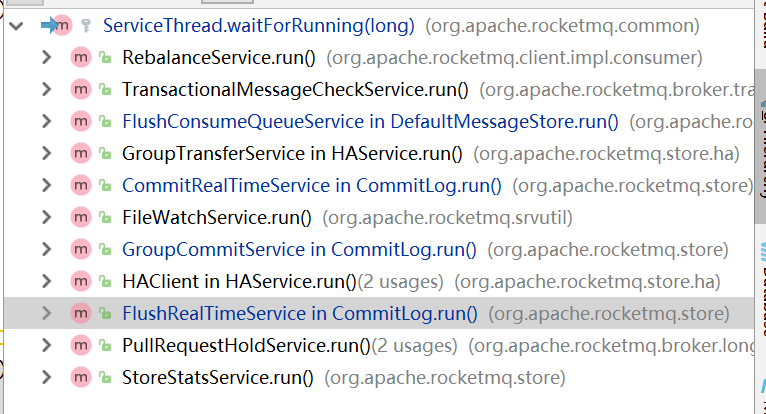 ServiceThread.waitForRunning(long) (org.apache.rocketmq.common)
RebalanceService.run() (org.apache.rocketmq.client.impl.consumer)
TransactionalMessageCheckService.run() (org.apache.rocketmq.broker.tra
FlushConsumeQueueService in DefaultMessageStore.run() (org.apache.ro
GroupTransferService in HAService.run() (org.apache.rocketmq.store.ha)
CommitRealTimeService in CommitLog.run() (org.apache.rocketmq.store)
FileWatchService.run() (org.apache.rocketmq.srvutil)
GroupCommitService in CommitLog.run() (org.apache.rocketmq.store)
HAClient in HAService.run()(2 usages) (org.apache.rocketmq.store.ha)
FlushRealTimeService in CommitLog.run() (org.apache.rocketmq.store)
PullRequestHoldService.run()(2 usages) (org.apache.rocketmq.broker.long
StoreStatsService.run() (org.apache.rocketmq.store)